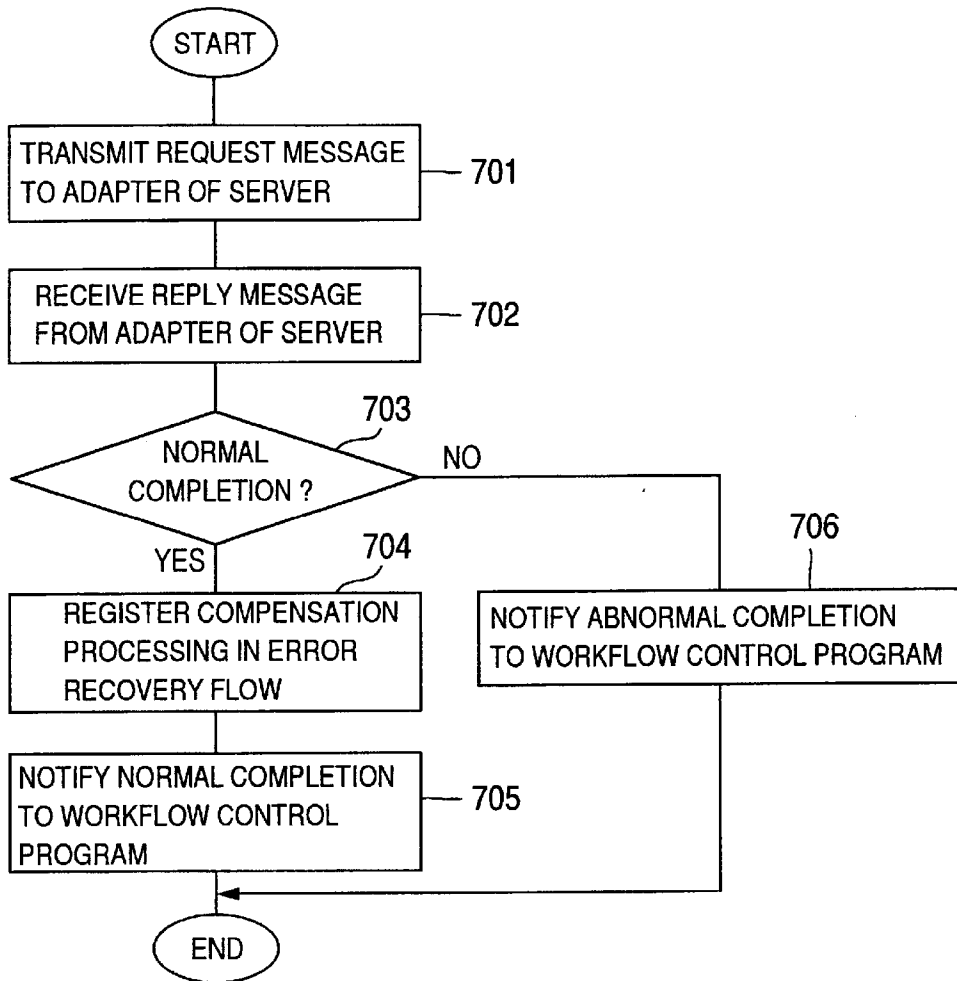 START
TRANSMIT REQUEST MESSAGE
TO ADAPTER OF SERVER
701
RECEIVE REPLY MESSAGE
FROM ADAPTER OF SERVER
702
703
NORMAL
COMPLETION ?
NO
YES
704
706
REGISTER COMPENSATION
PROCESSING IN ERROR
RECOVERY FLOW
NOTIFY ABNORMAL COMPLETION
TO WORKFLOW CONTROL PROGRAM
NOTIFY NORMAL COMPLETION
TO WORKFLOW CONTROL
PROGRAM
705
END